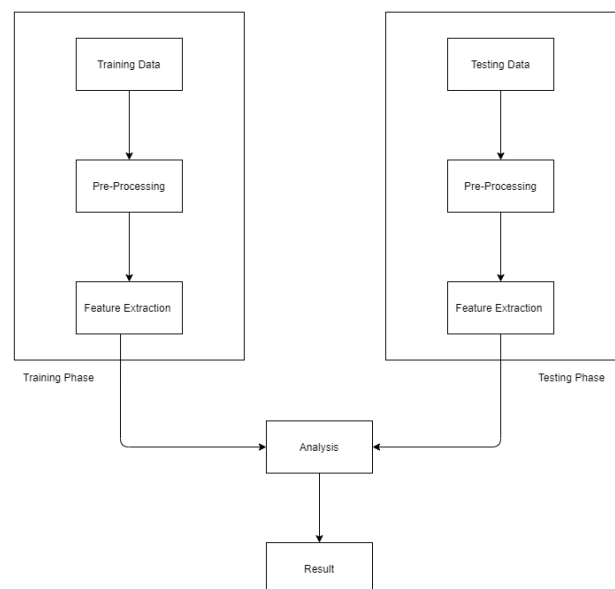 Training Data
Pre-Processing
Feature Extraction
Training Phase
Testing Data
Pre-Processing
Feature Extraction
Testing Phase
Analysis
Result